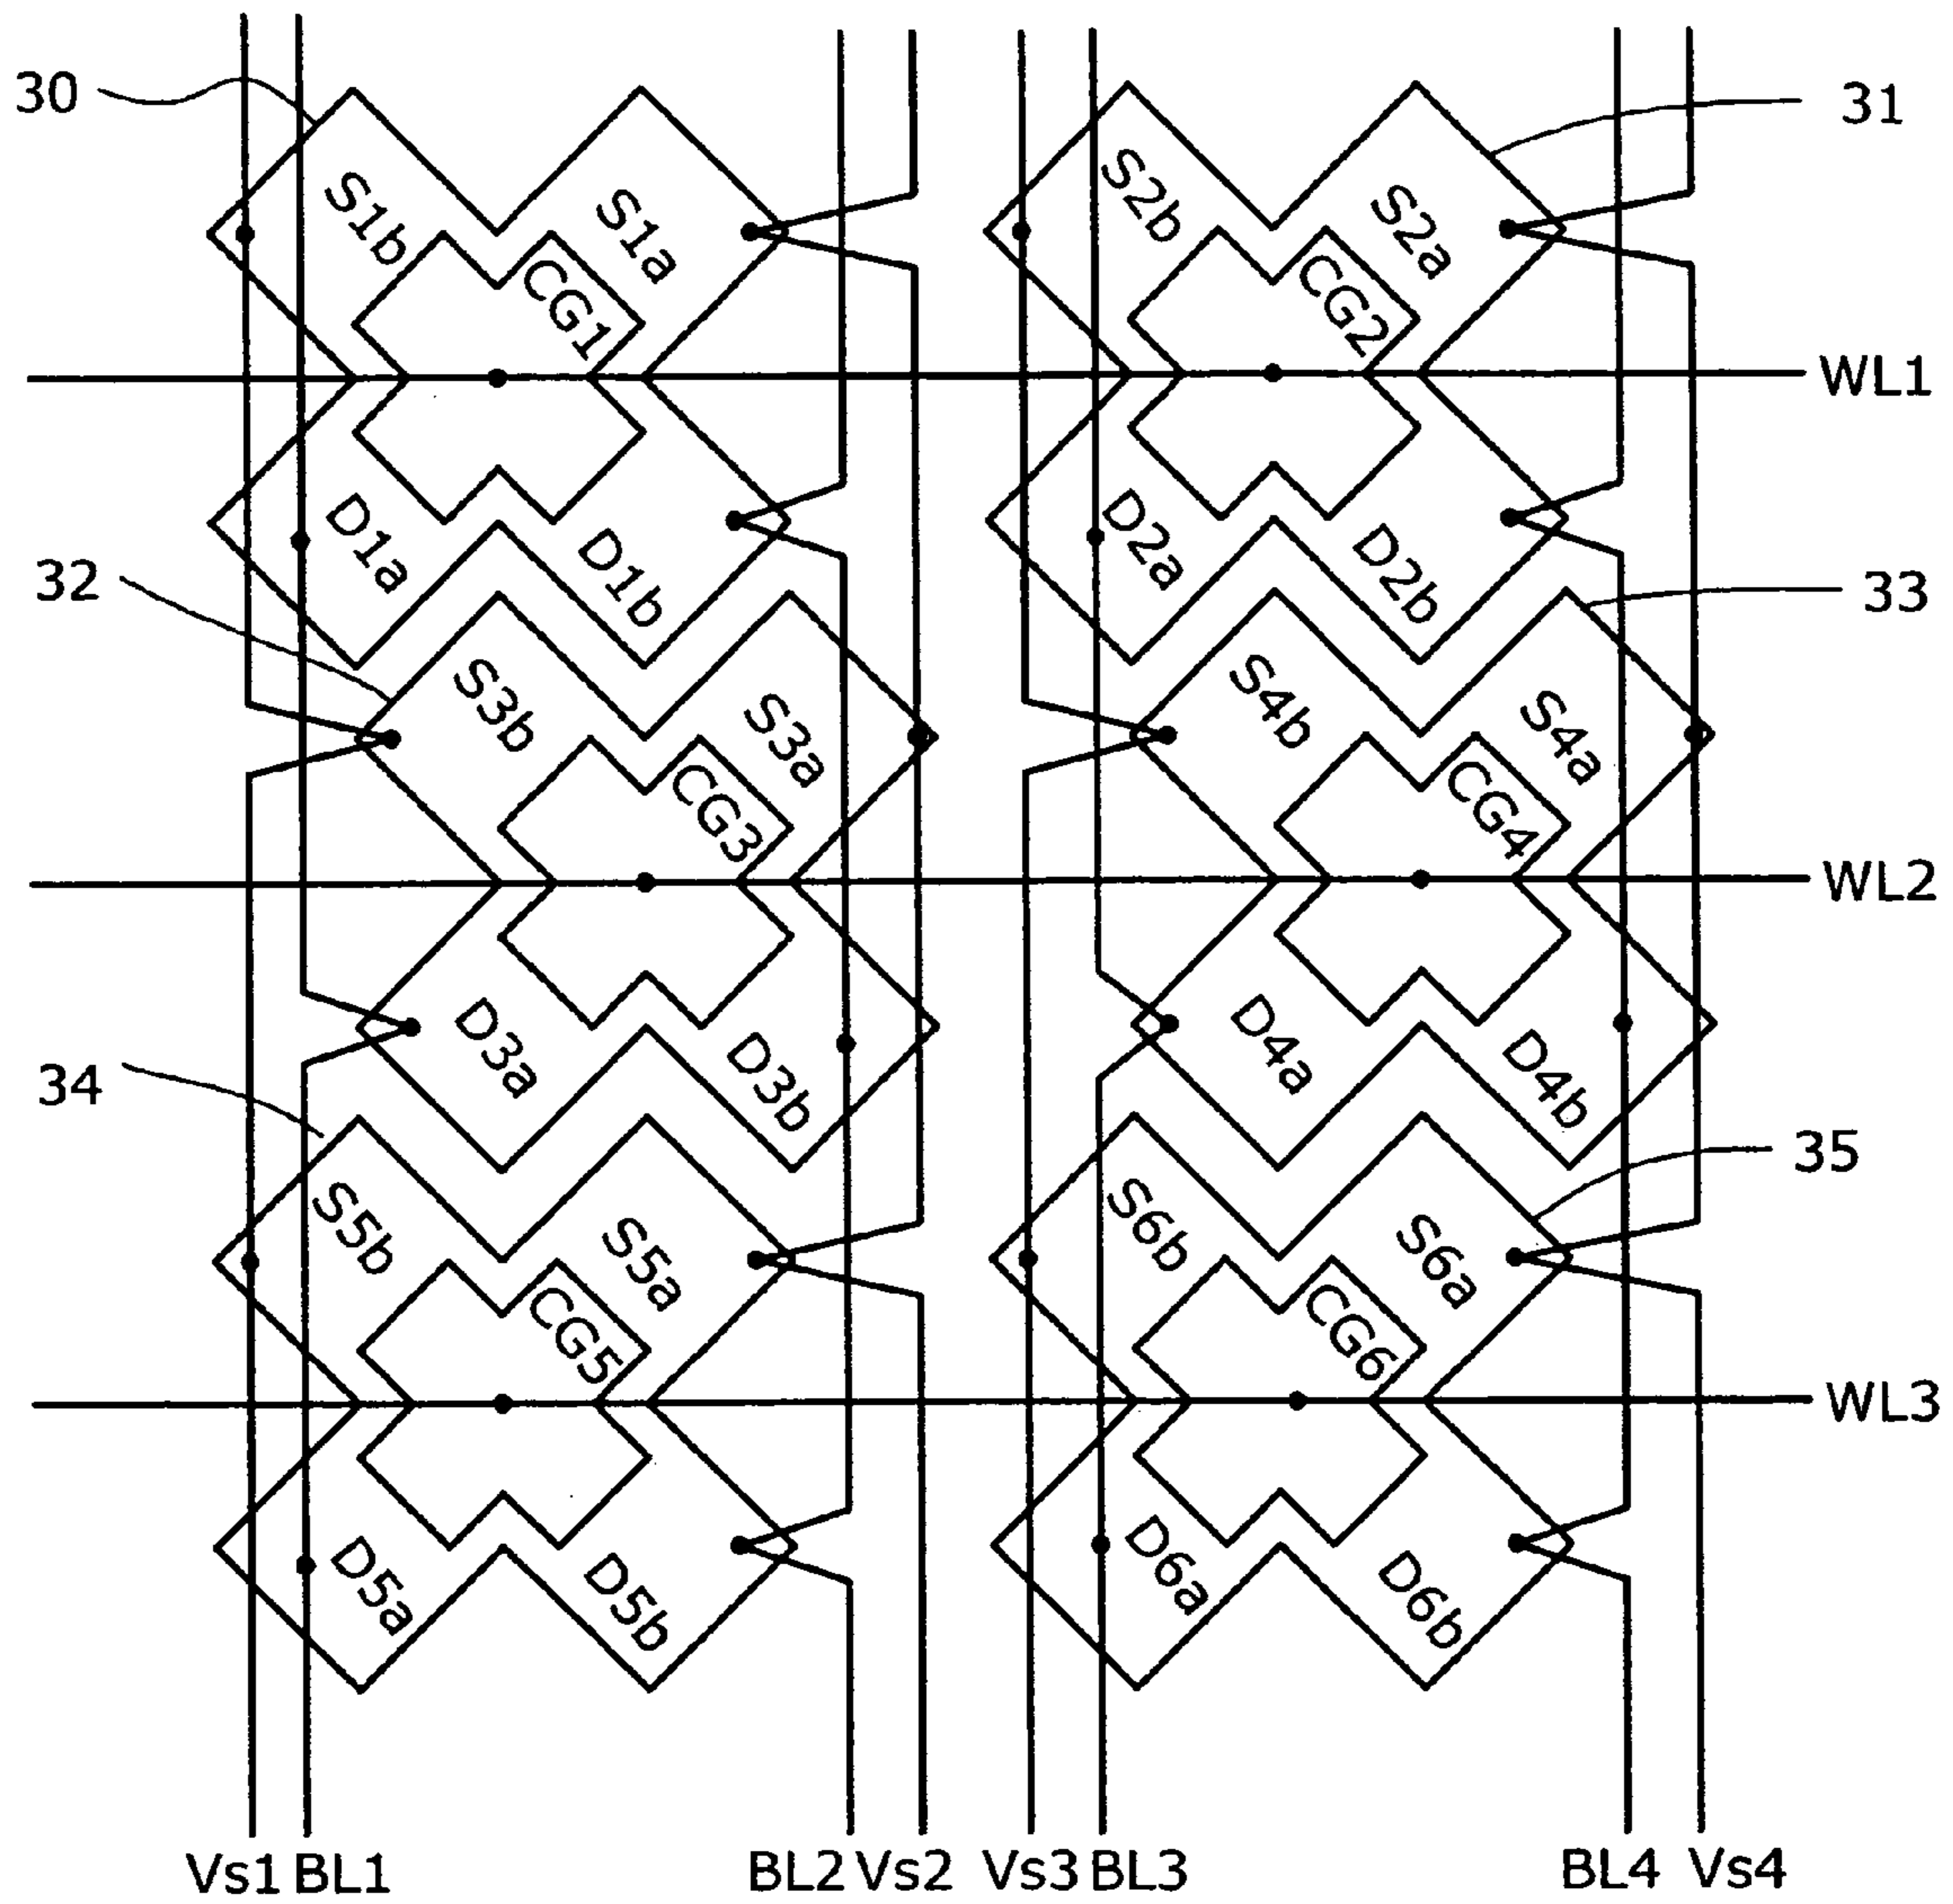 30
31
S1b
S1a
S2b
S2a
CG1
CG2
WL1
D1a
D1b
D2a
D2b
32
33
S3b
S3a
S4b
S4a
CG3
CG4
WL2
D3a
D3b
D4a
D4b
34
35
S5b
S5a
S6b
S6a
CG5
CG6
WL3
D5a
D5b
D6a
D6b
Vs1 BL1 BL2 Vs2 Vs3 BL3 BL4 Vs4